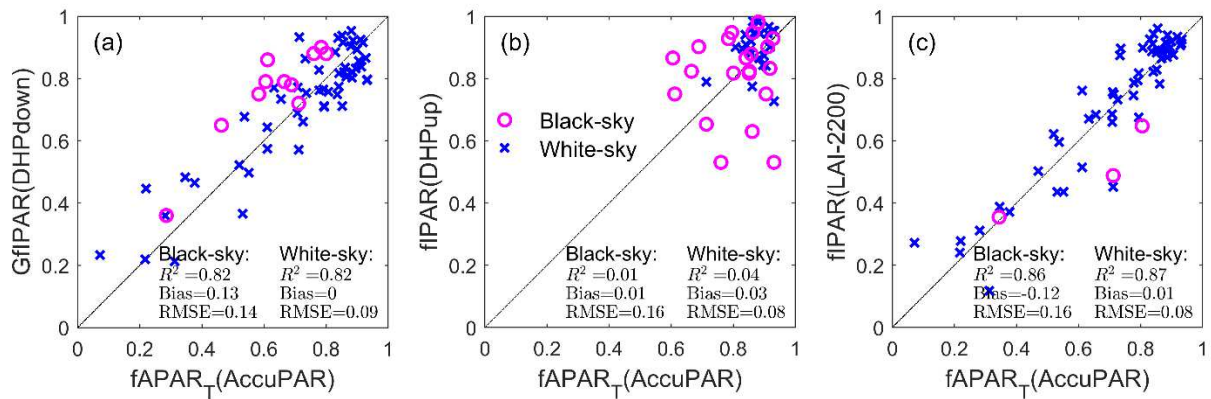 (a)
GfIPAR(DHPdown)
1
0.8
0.6
0.4
0.2
0
Black-sky: White-sky:
R² =0.82 R² =0.82
Bias=0.13 Bias=0
RMSE=0.14 RMSE=0.09
0 0.2 0.4 0.6 0.8 1
fAPAR_T(AccuPAR)
(b)
fIPAR(DHPup)
1
0.8
0.6
0.4
0.2
0
Black-sky
White-sky
Black-sky: White-sky:
R² =0.01 R² =0.04
Bias=0.01 Bias=0.03
RMSE=0.16 RMSE=0.08
0 0.2 0.4 0.6 0.8 1
fAPAR_T(AccuPAR)
(c)
fIPAR(LAI-2200)
1
0.8
0.6
0.4
0.2
0
Black-sky: White-sky:
R² =0.86 R² =0.87
Bias=-0.12 Bias=0.01
RMSE=0.16 RMSE=0.08
0 0.2 0.4 0.6 0.8 1
fAPAR_T(AccuPAR)